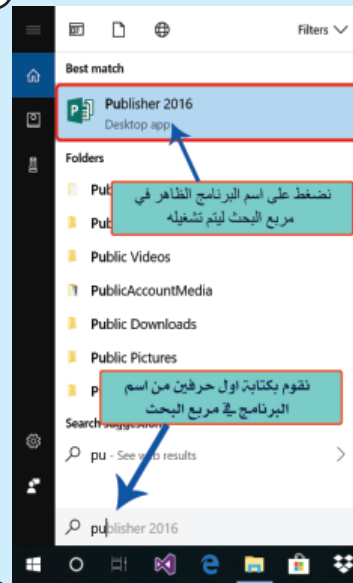 Filters
Best match
Publisher 2016
Desktop app
Folders
نضغط على اسم البرنامج الظاهر في
مربع البحث ليتم تشغيله
Pub
Pub
Public Videos
PublicAccountMedia
Public Downloads
Public Pictures
P
نقوم بكتابة اول حرفين من اسم
البرنامج في مربع البحث
Search suggestions
pu - See web results
publisher 2016